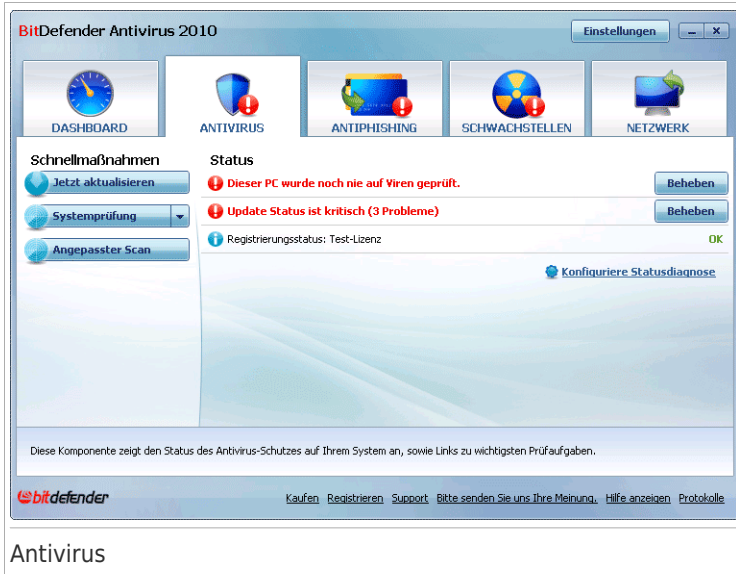 BitDefender Antivirus 2010
Einstellungen
DASHBOARD
ANTIVIRUS
ANTIPHISHING
SCHWACHSTELLEN
NETZWERK
Schnellmaßnahmen
Jetzt aktualisieren
Systemprüfung
Angepasster Scan
Status
Dieser PC wurde noch nie auf Viren geprüft.
Beheben
Update Status ist kritisch (3 Probleme)
Beheben
Registrierungsstatus: Test-Lizenz
OK
Konfiguriere Statusdiagnose
Diese Komponente zeigt den Status des Antivirus-Schutzes auf Ihrem System an, sowie Links zu wichtigsten Prüfaufgaben.
bitdefender
Kaufen Registrieren Support Bitte senden Sie uns Ihre Meinung. Hilfe anzeigen Protokolle
Antivirus